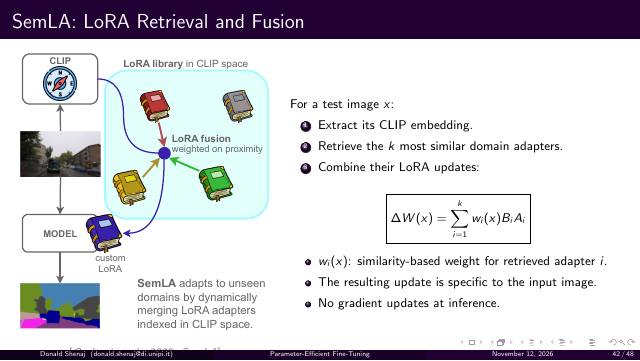 SemLA: LoRA Retrieval and Fusion
CLIP
N
E
S
W
LoRA library in CLIP space
LoRA fusion
weighted on proximity
MODEL
custom
LoRA
SemLA adapts to unseen
domains by dynamically
merging LoRA adapters
indexed in CLIP space.
For a test image x:
1 Extract its CLIP embedding.
2 Retrieve the k most similar domain adapters.
3 Combine their LoRA updates:
ΔW(x) = ∑_{i=1}^{k} w_i(x)B_iA_i
w_i(x): similarity-based weight for retrieved adapter i.
The resulting update is specific to the input image.
No gradient updates at inference.
Donald Shenaj (donald.shenaj@di.unipi.it)
Parameter-Efficient Fine-Tuning
November 12, 2026
42 / 48